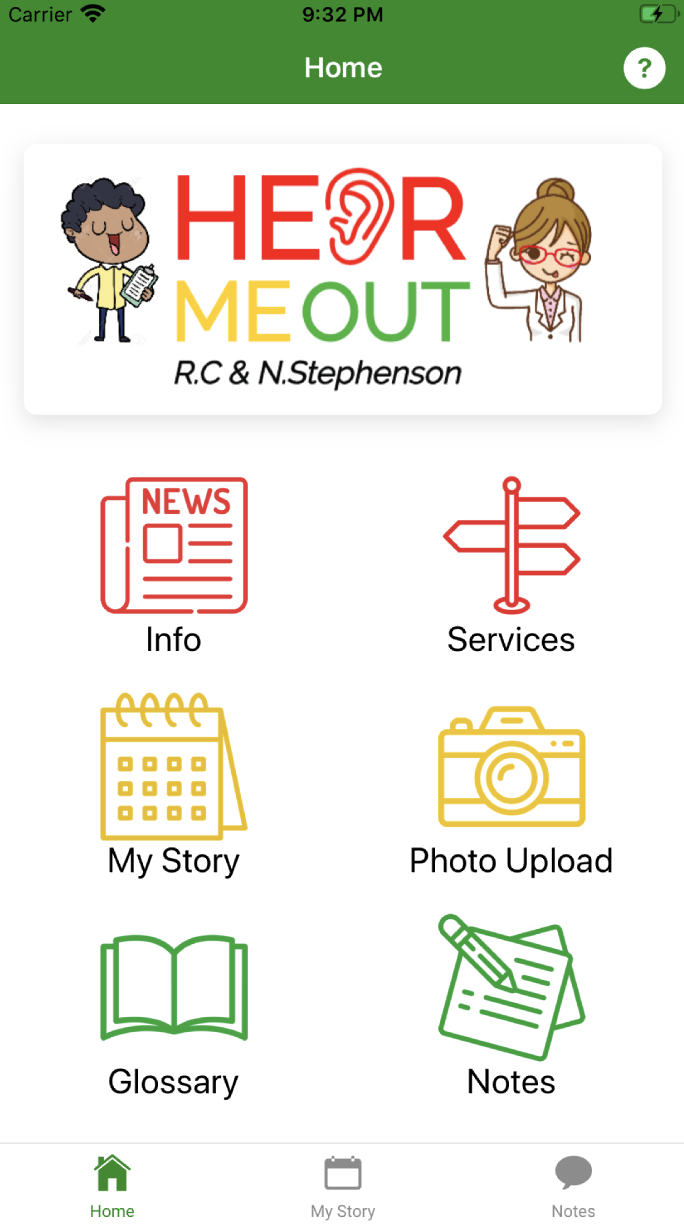 Carrier 9:32 PM
Home ?
HEAR
ME OUT
R.C & N.Stephenson
NEWS
Info Services
My Story Photo Upload
Glossary Notes
Home My Story Notes